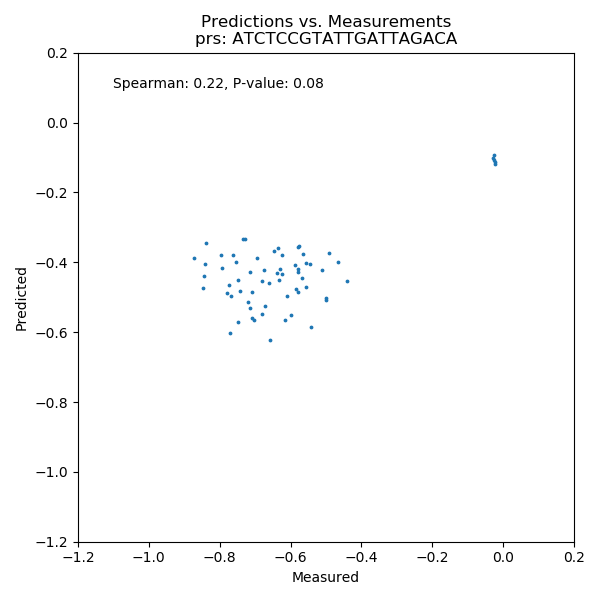 Predictions vs. Measurements
prs: ATCTCCGTATTGATTAGACA
Spearman: 0.22, P-value: 0.08
0.2
0.0
−0.2
−0.4
−0.6
−0.8
−1.0
−1.2
Predicted
−1.2 −1.0 −0.8 −0.6 −0.4 −0.2 0.0 0.2
Measured